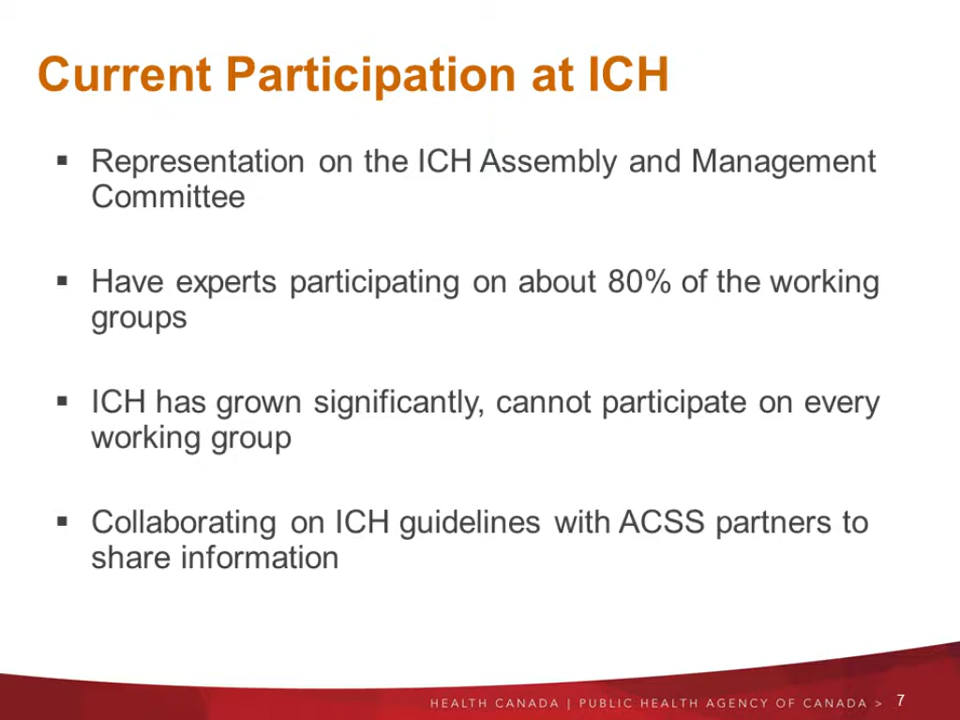 Current Participation at ICH
▪ Representation on the ICH Assembly and Management
Committee
▪ Have experts participating on about 80% of the working
groups
▪ ICH has grown significantly, cannot participate on every
working group
▪ Collaborating on ICH guidelines with ACSS partners to
share information
HEALTH CANADA | PUBLIC HEALTH AGENCY OF CANADA > 7